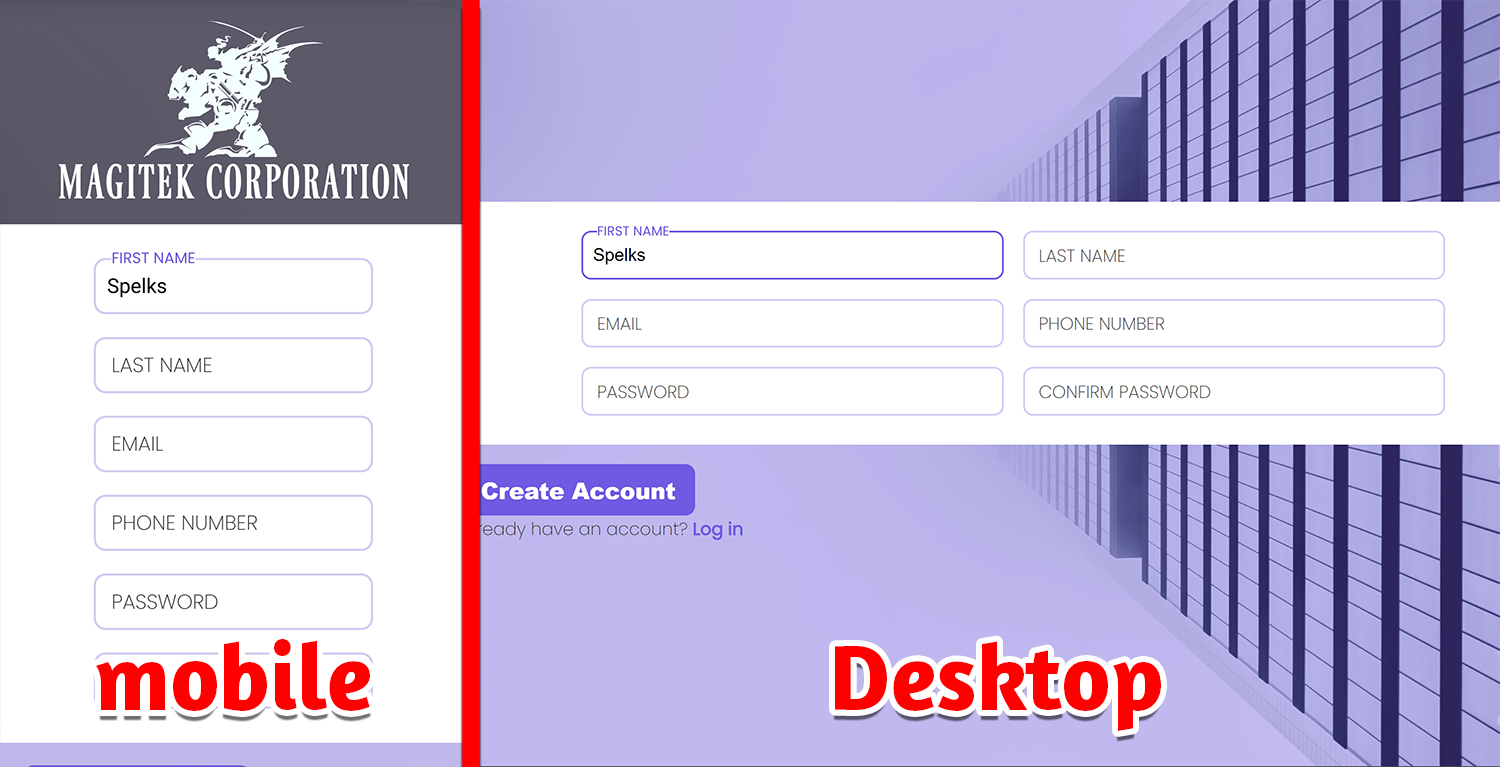 MAGITEK CORPORATION
FIRST NAME
Spelks
LAST NAME
EMAIL
PHONE NUMBER
PASSWORD
mobile
FIRST NAME
Spelks
LAST NAME
EMAIL
PHONE NUMBER
PASSWORD
CONFIRM PASSWORD
Create Account
ready have an account? Log in
Desktop